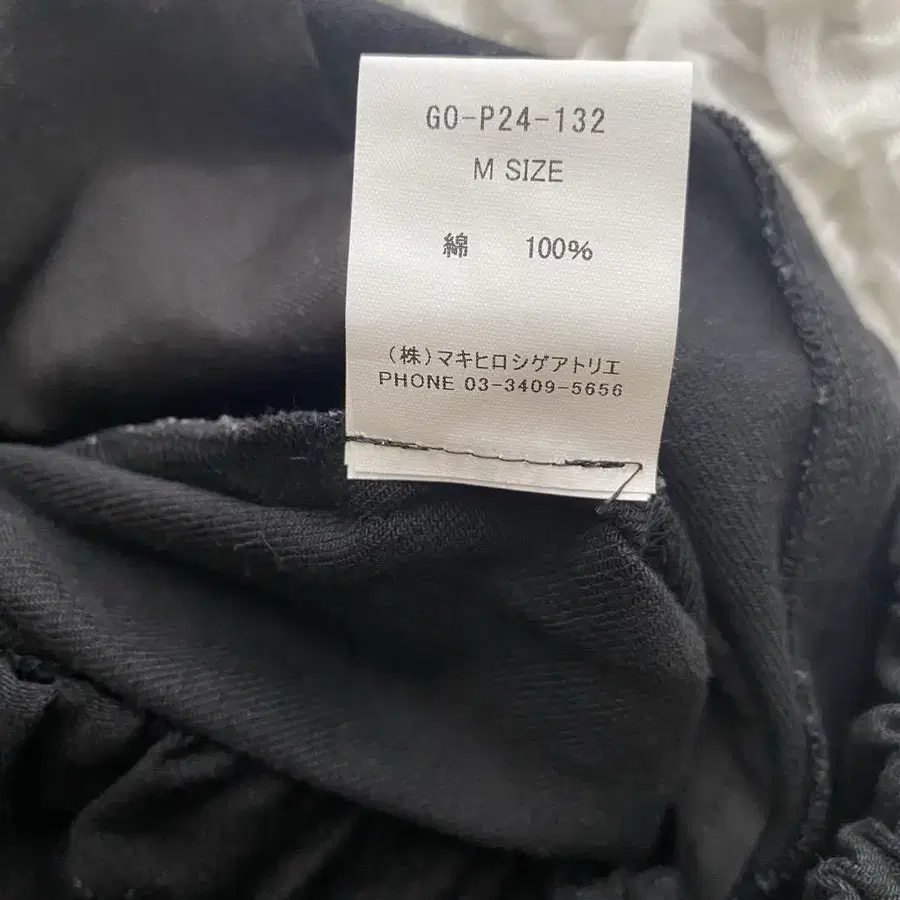 GO-P24-132
M SIZE
綿 100%
(株)マキヒロシゲアトリエ
PHONE 03-3409-5656